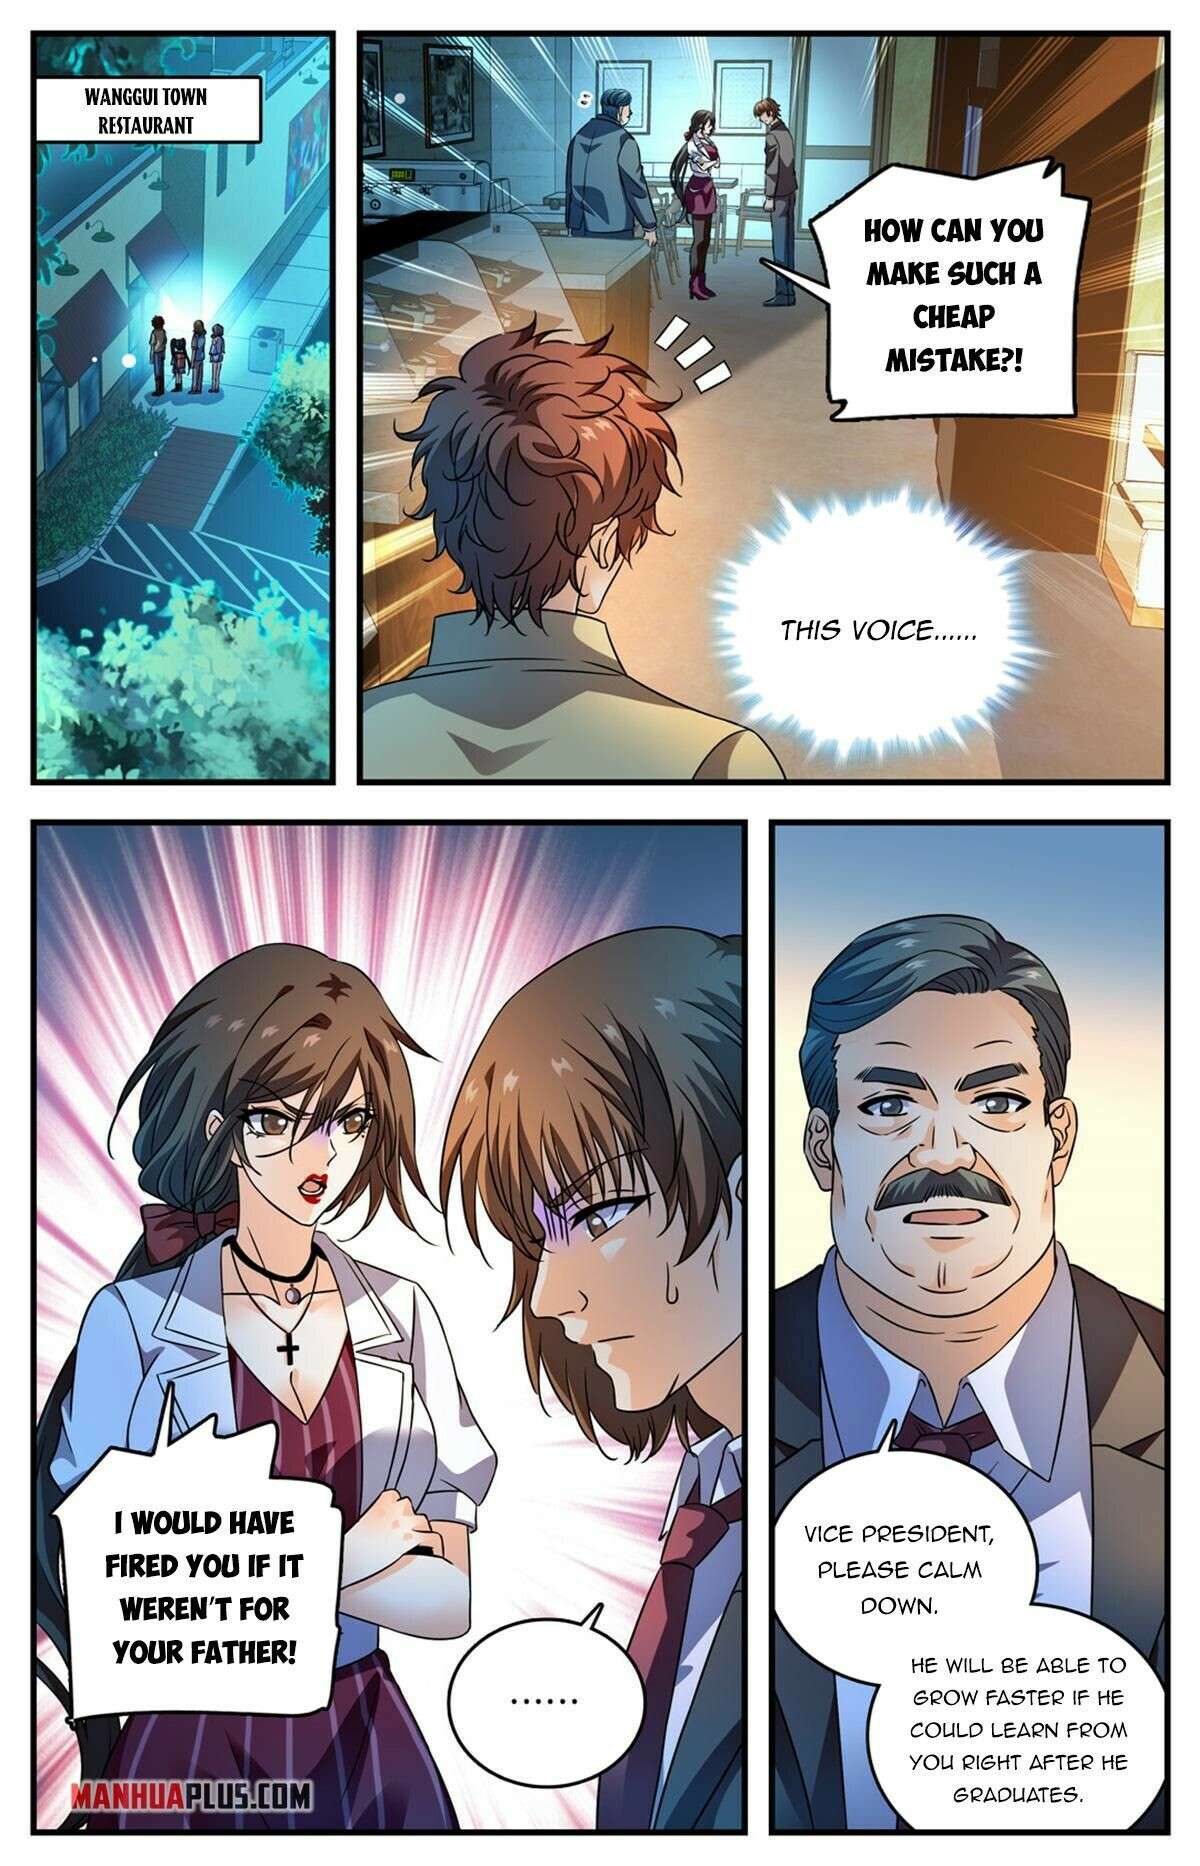 WANGGUI TOWN
RESTAURANT
HOW CAN YOU
MAKE SUCH A
CHEAP
MISTAKE?!
THIS VOICE......
I WOULD HAVE
FIRED YOU IF IT
WEREN'T FOR
YOUR FATHER!
......
VICE PRESIDENT,
PLEASE CALM
DOWN.
HE WILL BE ABLE TO
GROW FASTER IF HE
COULD LEARN FROM
YOU RIGHT AFTER HE
GRADUATES.
MANHUAPLUS.COM